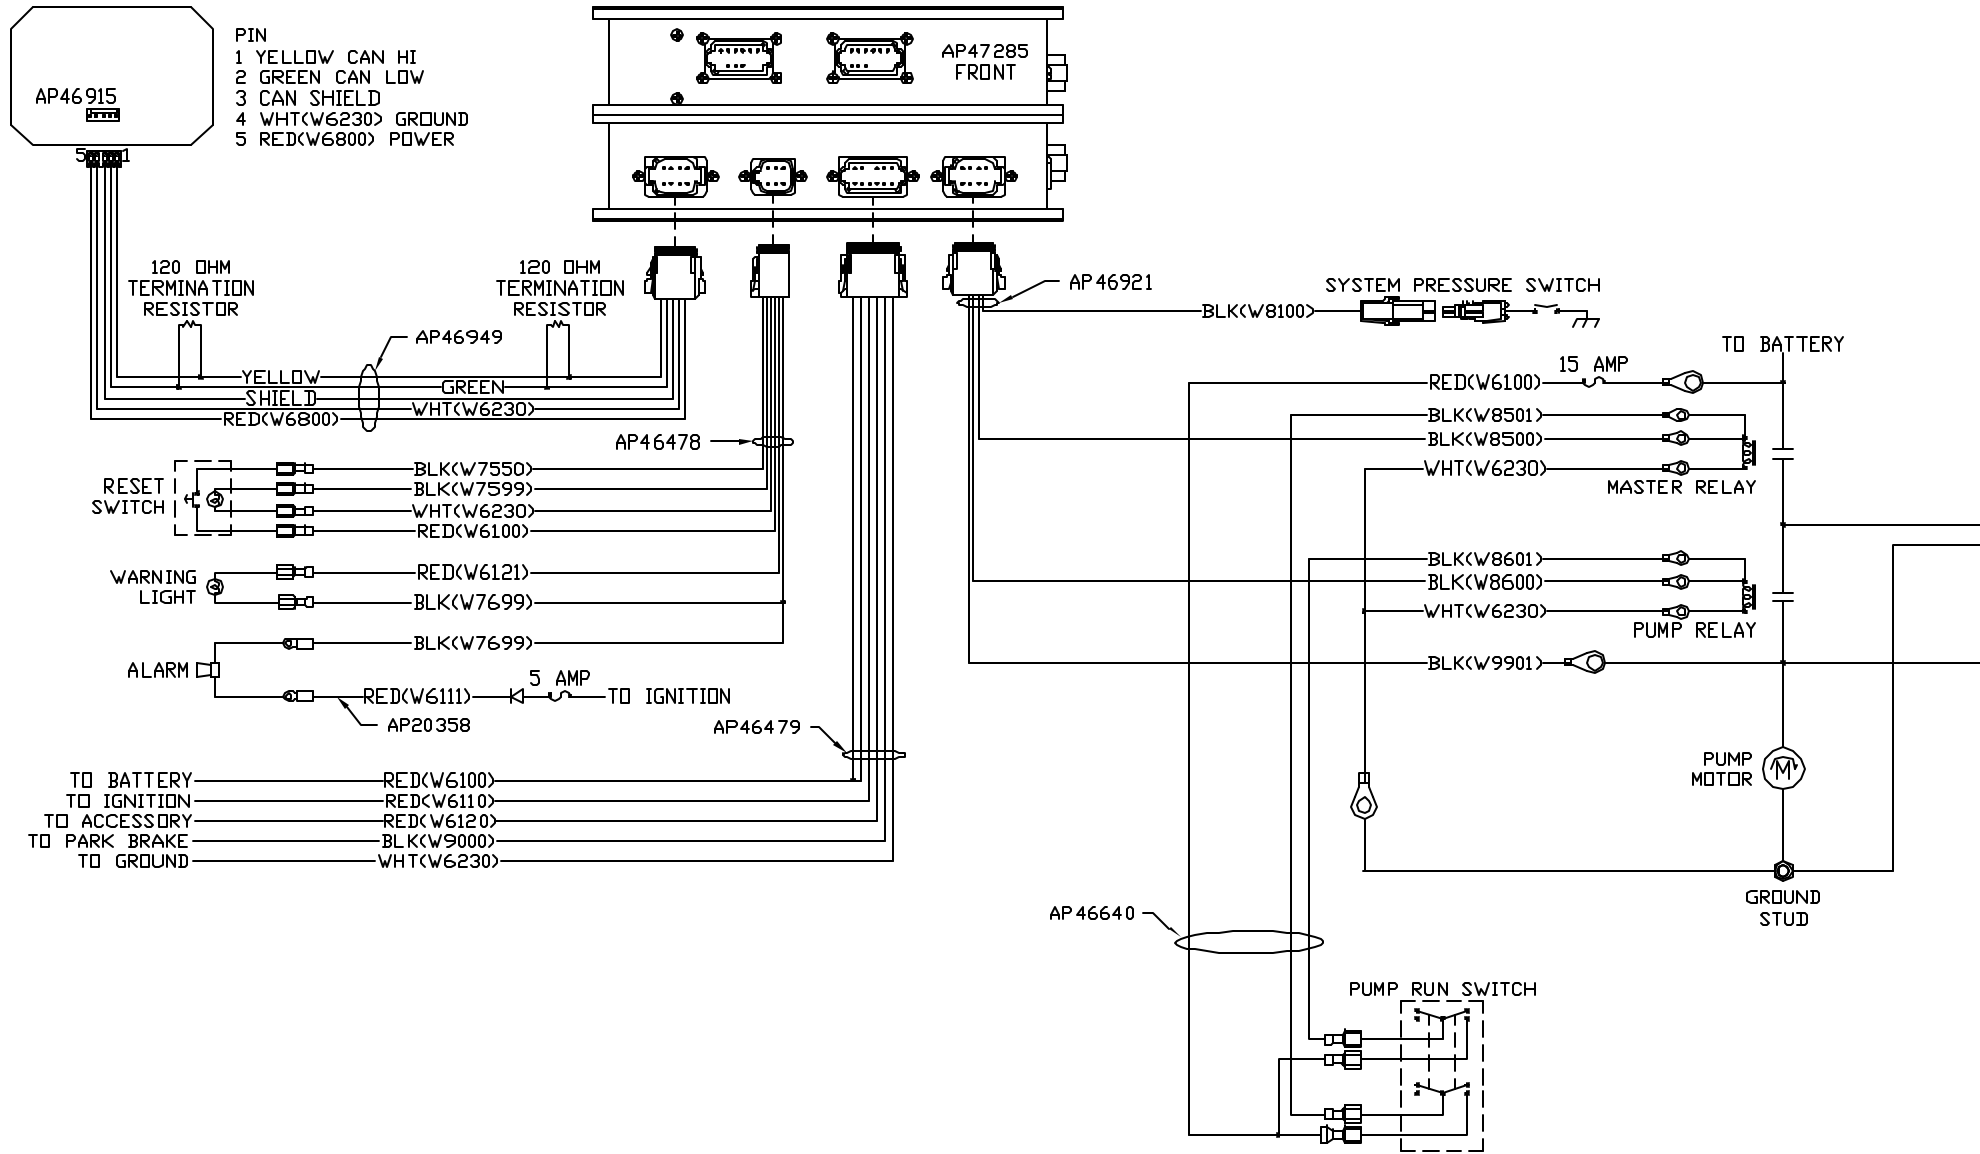 PIN
1 YELLOW CAN HI
2 GREEN CAN LOW
3 CAN SHIELD
4 WHT(W6230) GROUND
5 RED(W6800) POWER
AP46915
5
1
AP47285
FRONT
120 OHM
TERMINATION
RESISTOR
120 OHM
TERMINATION
RESISTOR
AP46949
YELLOW
GREEN
SHIELD
WHT(W6230)
RED(W6800)
AP46478
RESET
SWITCH
BLK(W7550)
BLK(W7599)
WHT(W6230)
RED(W6100)
WARNING
LIGHT
RED(W6121)
BLK(W7699)
ALARM
BLK(W7699)
RED(W6111)
5 AMP
TO IGNITION
AP20358
AP46479
TO BATTERY
RED(W6100)
TO IGNITION
RED(W6110)
TO ACCESSORY
RED(W6120)
TO PARK BRAKE
BLK(W9000)
TO GROUND
WHT(W6230)
AP46921
SYSTEM PRESSURE SWITCH
BLK(W8100)
TO BATTERY
15 AMP
RED(W6100)
BLK(W8501)
BLK(W8500)
WHT(W6230)
MASTER RELAY
BLK(W8601)
BLK(W8600)
WHT(W6230)
PUMP RELAY
BLK(W9901)
PUMP
MOTOR
M
GROUND
STUD
AP46640
PUMP RUN SWITCH